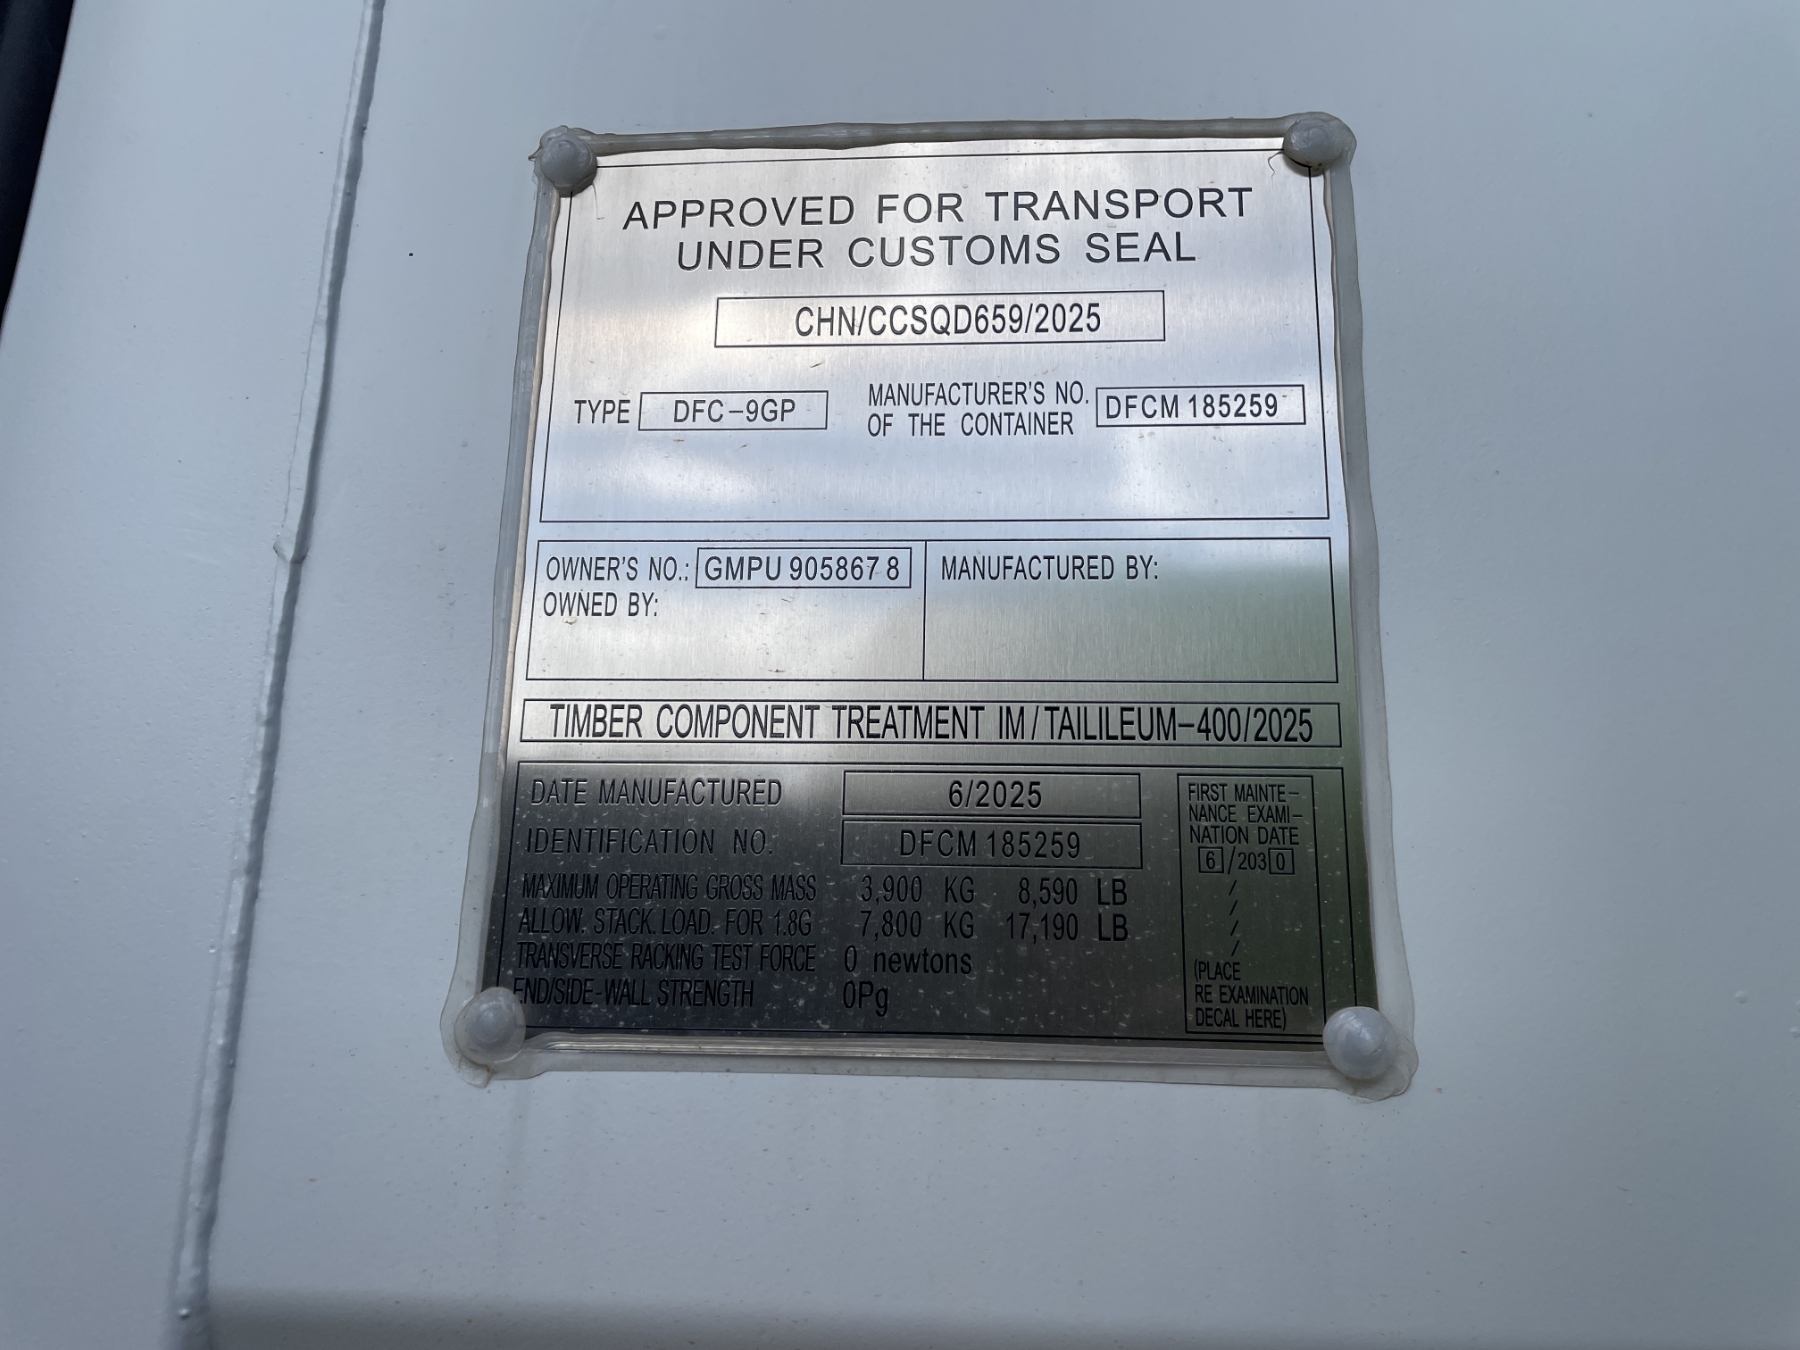 APPROVED FOR TRANSPORT
UNDER CUSTOMS SEAL
CHN/CCSQD659/2025
TYPE DFC-9GP MANUFACTURER'S NO. OF THE CONTAINER DFCM 185259
OWNER'S NO.: GMPU 905867 8
OWNED BY:
MANUFACTURED BY:
TIMBER COMPONENT TREATMENT IM/TAILILEUM-400/2025
DATE MANUFACTURED 6/2025
IDENTIFICATION NO. DFCM 185259
MAXIMUM OPERATING GROSS MASS 3,900 KG 8,590 LB
ALLOW. STACK. LOAD. FOR 1.8G 7,800 KG 17,190 LB
TRANSVERSE RACKING TEST FORCE 0 newtons
END/SIDE-WALL STRENGTH 0Pg
FIRST MAINTE-
NANCE EXAMI-
NATION DATE
6/2030
/
/
/
/
(PLACE
RE EXAMINATION
DECAL HERE)